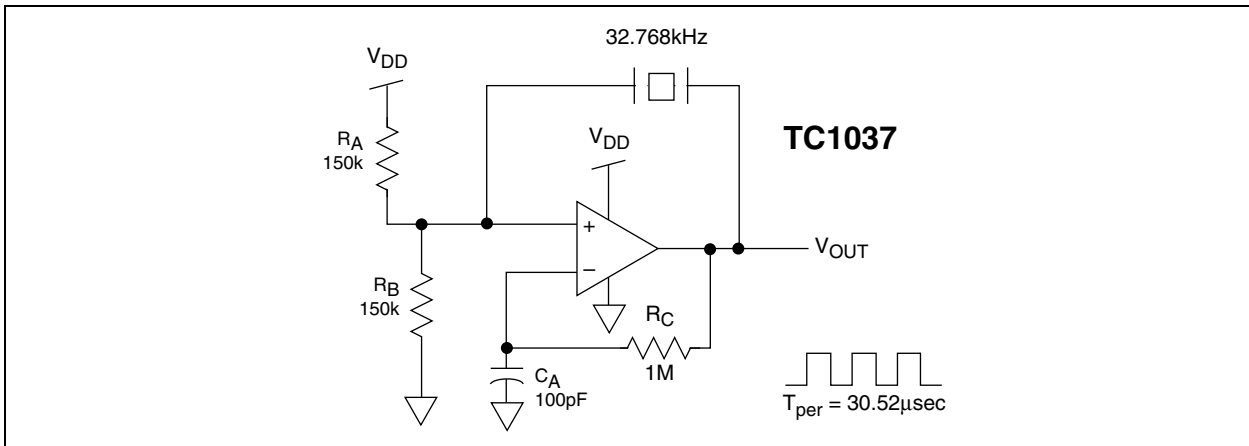 32.768kHz
VDD
RA
150k
VDD
TC1037
+
−
VOUT
RB
150k
RC
1M
CA
100pF
Tper = 30.52μsec